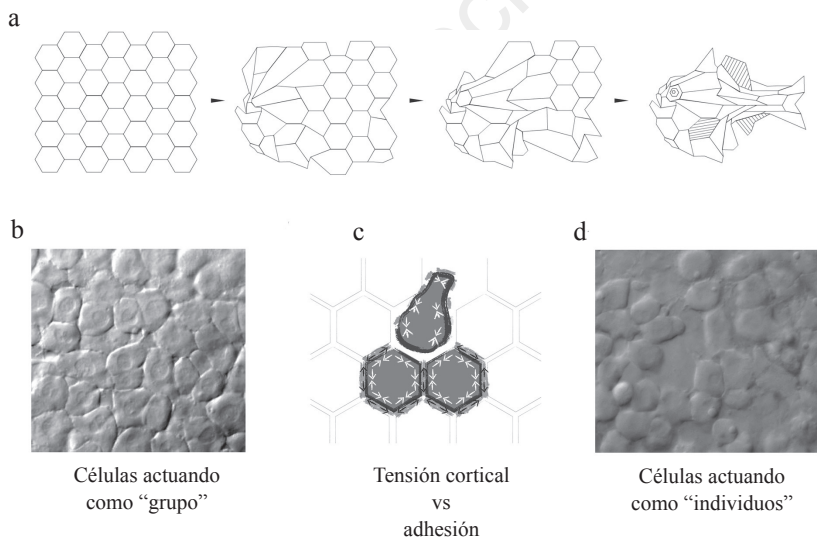 a
b
c
d
Células actuando
como “grupo”
Tensión cortical
vs
adhesión
Células actuando
como “individuos”